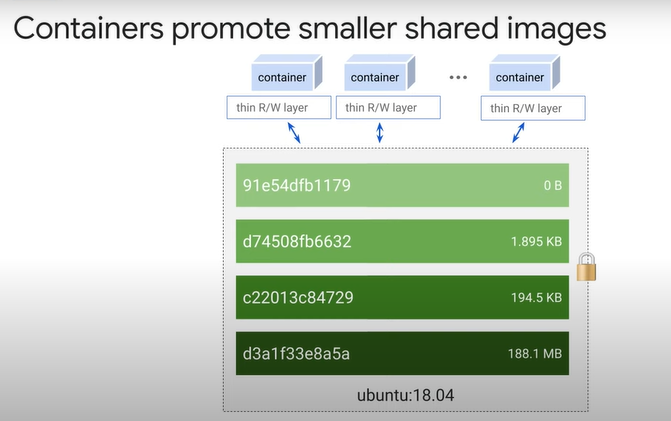 Containers promote smaller shared images
container container ... container
thin R/W layer thin R/W layer thin R/W layer
91e54dfb1179 0 B
d74508fb6632 1.895 KB
c22013c84729 194.5 KB
d3a1f33e8a5a 188.1 MB
ubuntu:18.04